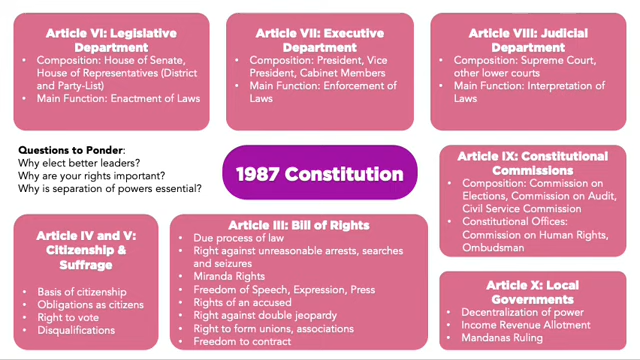 Article VI: Legislative
Department
• Composition: House of Senate,
House of Representatives (District
and Party-List)
• Main Function: Enactment of Laws
Article VII: Executive
Department
• Composition: President, Vice
President, Cabinet Members
• Main Function: Enforcement of
Laws
Article VIII: Judicial
Department
• Composition: Supreme Court,
other lower courts
• Main Function: Interpretation of
Laws
Questions to Ponder:
Why elect better leaders?
Why are your rights important?
Why is separation of powers essential?
1987 Constitution
Article IX: Constitutional
Commissions
• Composition: Commission on
Elections, Commission on Audit,
Civil Service Commission
• Constitutional Offices:
Commission on Human Rights,
Ombudsman
Article IV and V:
Citizenship &
Suffrage
• Basis of citizenship
• Obligations as citizens
• Right to vote
• Disqualifications
Article III: Bill of Rights
• Due process of law
• Right against unreasonable arrests, searches
and seizures
• Miranda Rights
• Freedom of Speech, Expression, Press
• Rights of an accused
• Right against double jeopardy
• Right to form unions, associations
• Freedom to contract
Article X: Local
Governments
• Decentralization of power
• Income Revenue Allotment
• Mandanas Ruling